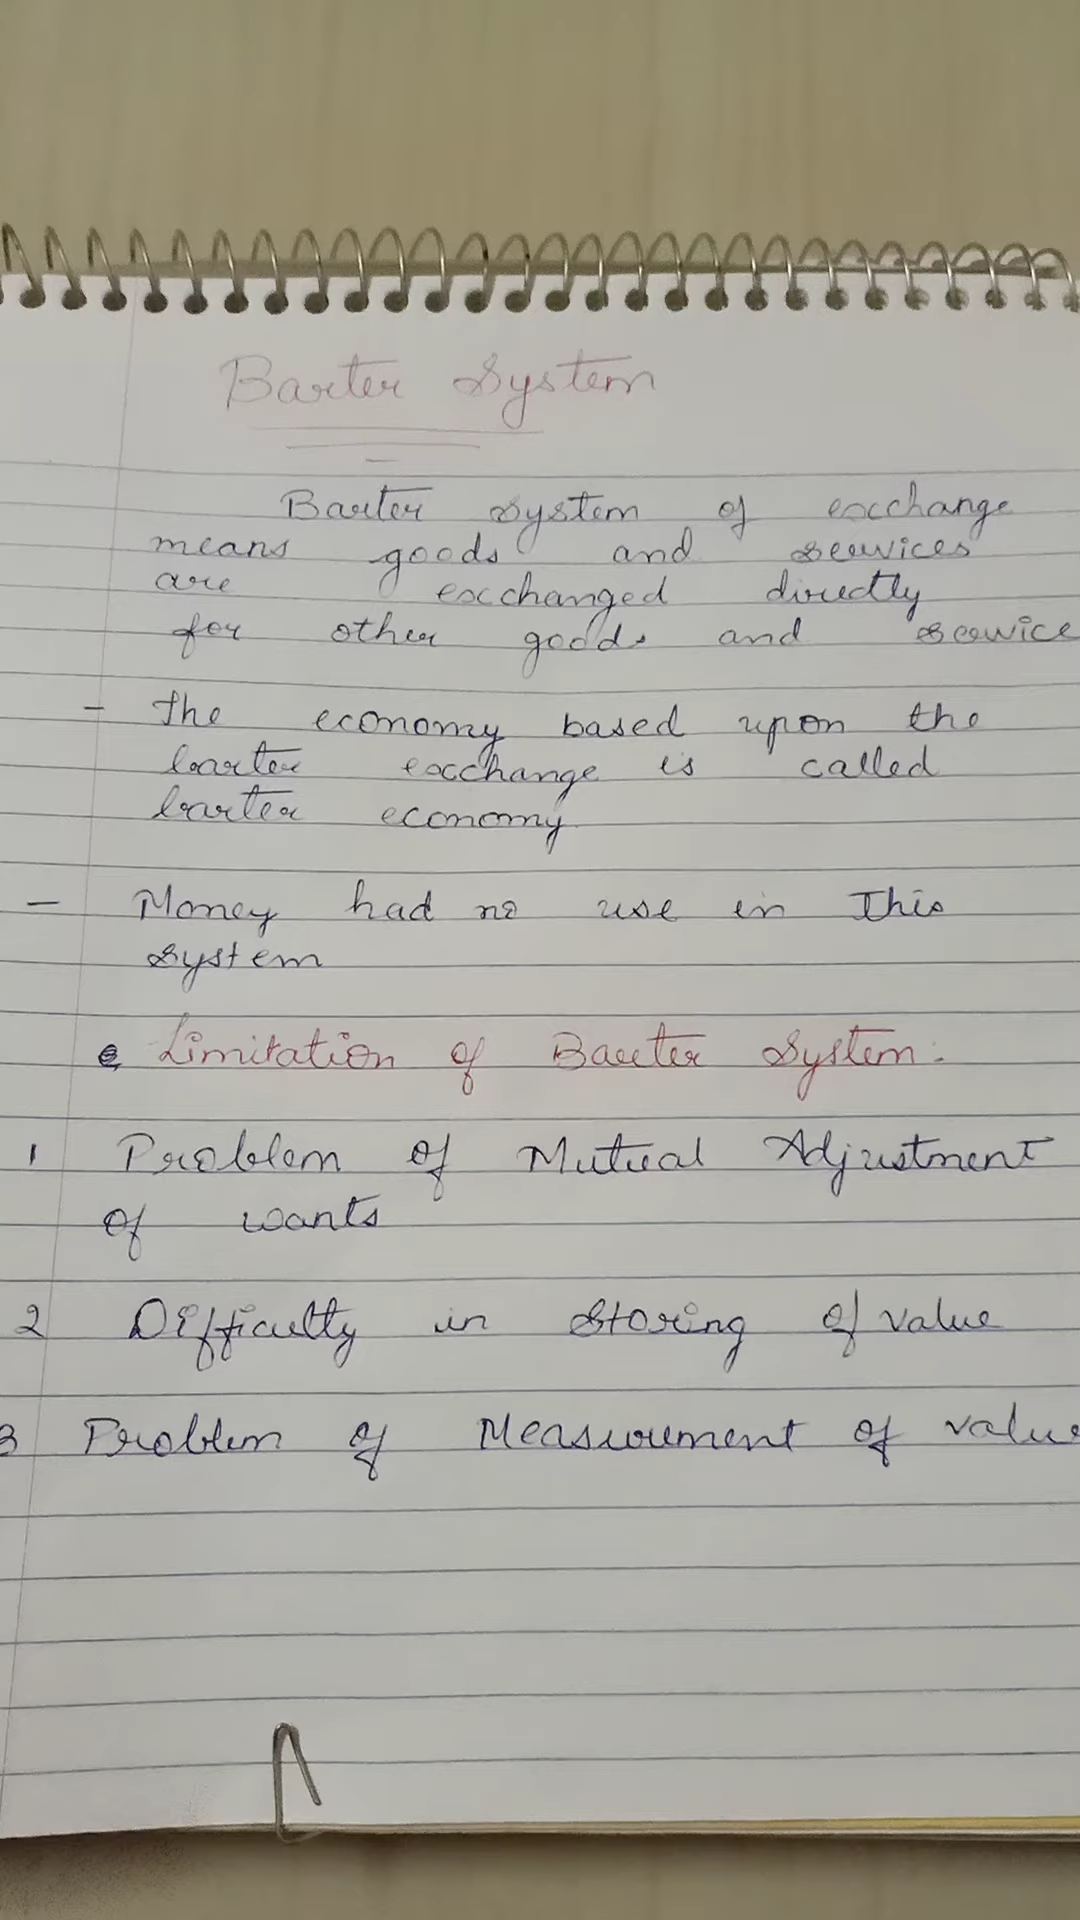 Barter System
Barter System of exchange
means goods and services
are exchanged directly
for other goods and service
- The economy based upon the
barter exchange is called
barter economy
- Money had no use in This
System
Limitation of Barter System.
1 Problem of Mutual Adjustment
of wants
2 Difficulty in Storing of value
3 Problem of Measurement of value